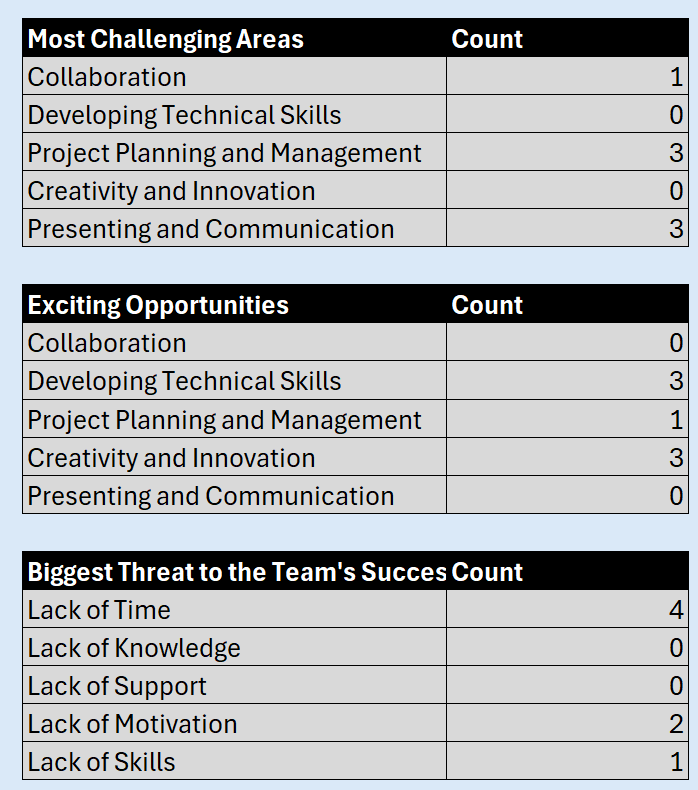 Most Challenging Areas Count
Collaboration 1
Developing Technical Skills 0
Project Planning and Management 3
Creativity and Innovation 0
Presenting and Communication 3
Exciting Opportunities Count
Collaboration 0
Developing Technical Skills 3
Project Planning and Management 1
Creativity and Innovation 3
Presenting and Communication 0
Biggest Threat to the Team's Succes Count
Lack of Time 4
Lack of Knowledge 0
Lack of Support 0
Lack of Motivation 2
Lack of Skills 1